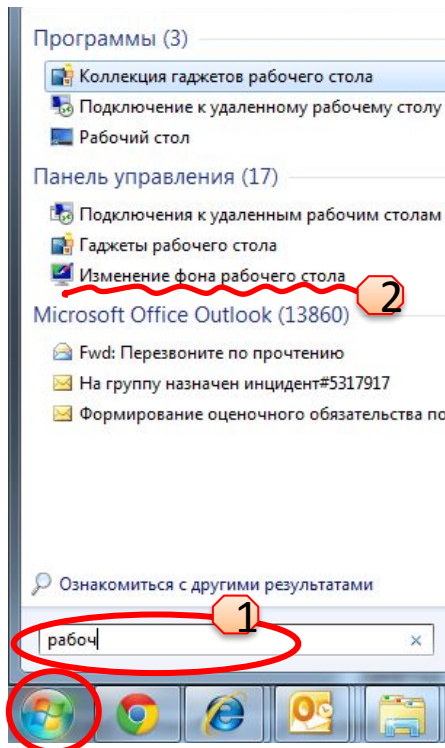 Программы (3)
Коллекция гаджетов рабочего стола
Подключение к удаленному рабочему столу
Рабочий стол
Панель управления (17)
Подключения к удаленным рабочим столам
Гаджеты рабочего стола
Изменение фона рабочего стола
2
Microsoft Office Outlook (13860)
Fwd: Перезвоните по прочтению
На группу назначен инцидент#5317917
Формирование оценочного обязательства по
Ознакомиться с другими результатами
1
рабоч